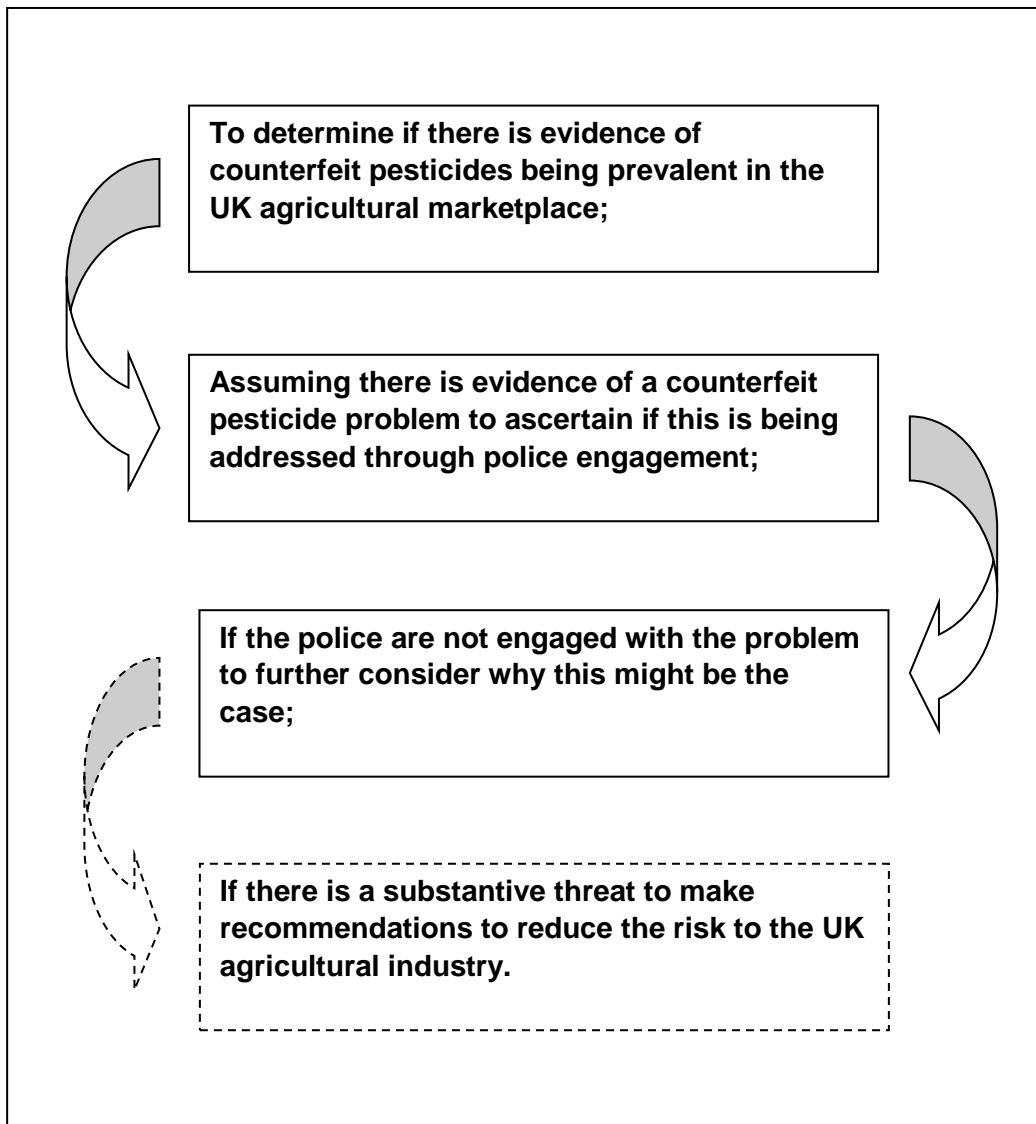 To determine if there is evidence of
counterfeit pesticides being prevalent in the
UK agricultural marketplace;
Assuming there is evidence of a counterfeit
pesticide problem to ascertain if this is being
addressed through police engagement;
If the police are not engaged with the problem
to further consider why this might be the
case;
If there is a substantive threat to make
recommendations to reduce the risk to the UK
agricultural industry.